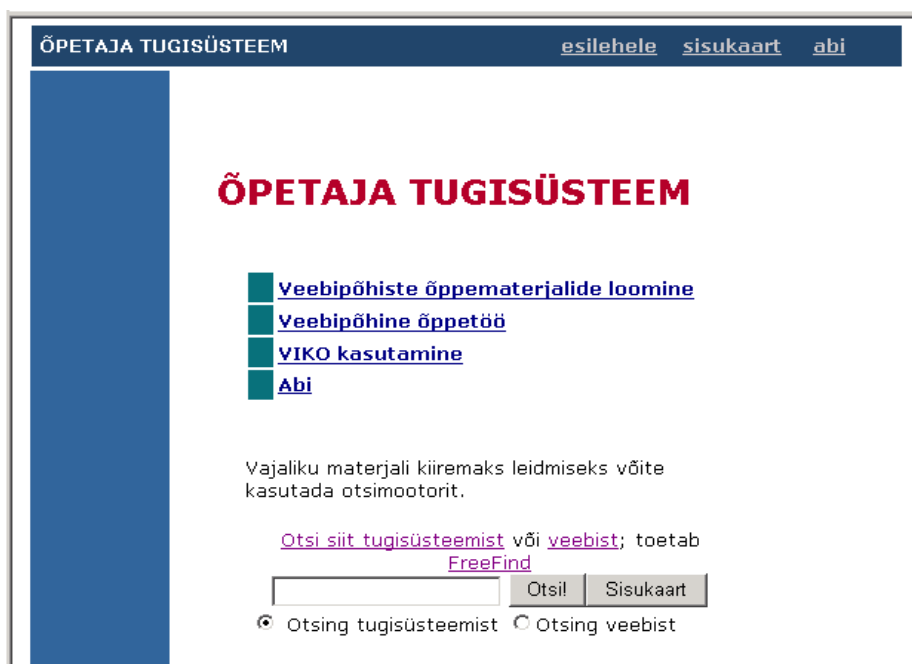 ÕPETAJA TUGISÜSTEEM esilehele sisukaart abi
ÕPETAJA TUGISÜSTEEM
Veebipõhiste õppematerjalide loomine
Veebipõhine õppetöö
VIKO kasutamine
Abi
Vajaliku materjali kiiremaks leidmiseks võite
kasutada otsimootorit.
Otsi siit tugisüsteemist või veebist; toetab
FreeFind
Otsi! Sisukaart
Otsing tugisüsteemist Otsing veebist